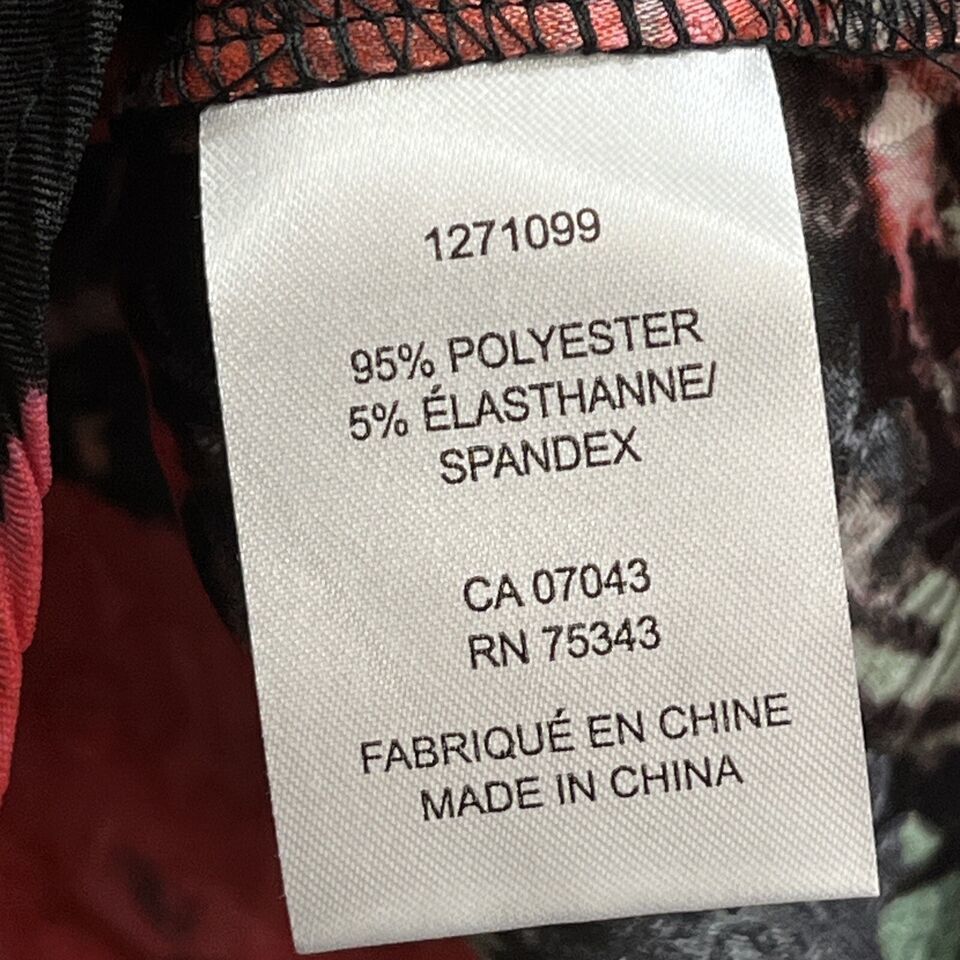 1271099
95% POLYESTER
5% ÉLASTHANNE/
SPANDEX
CA 07043
RN 75343
FABRIQUÉ EN CHINE
MADE IN CHINA